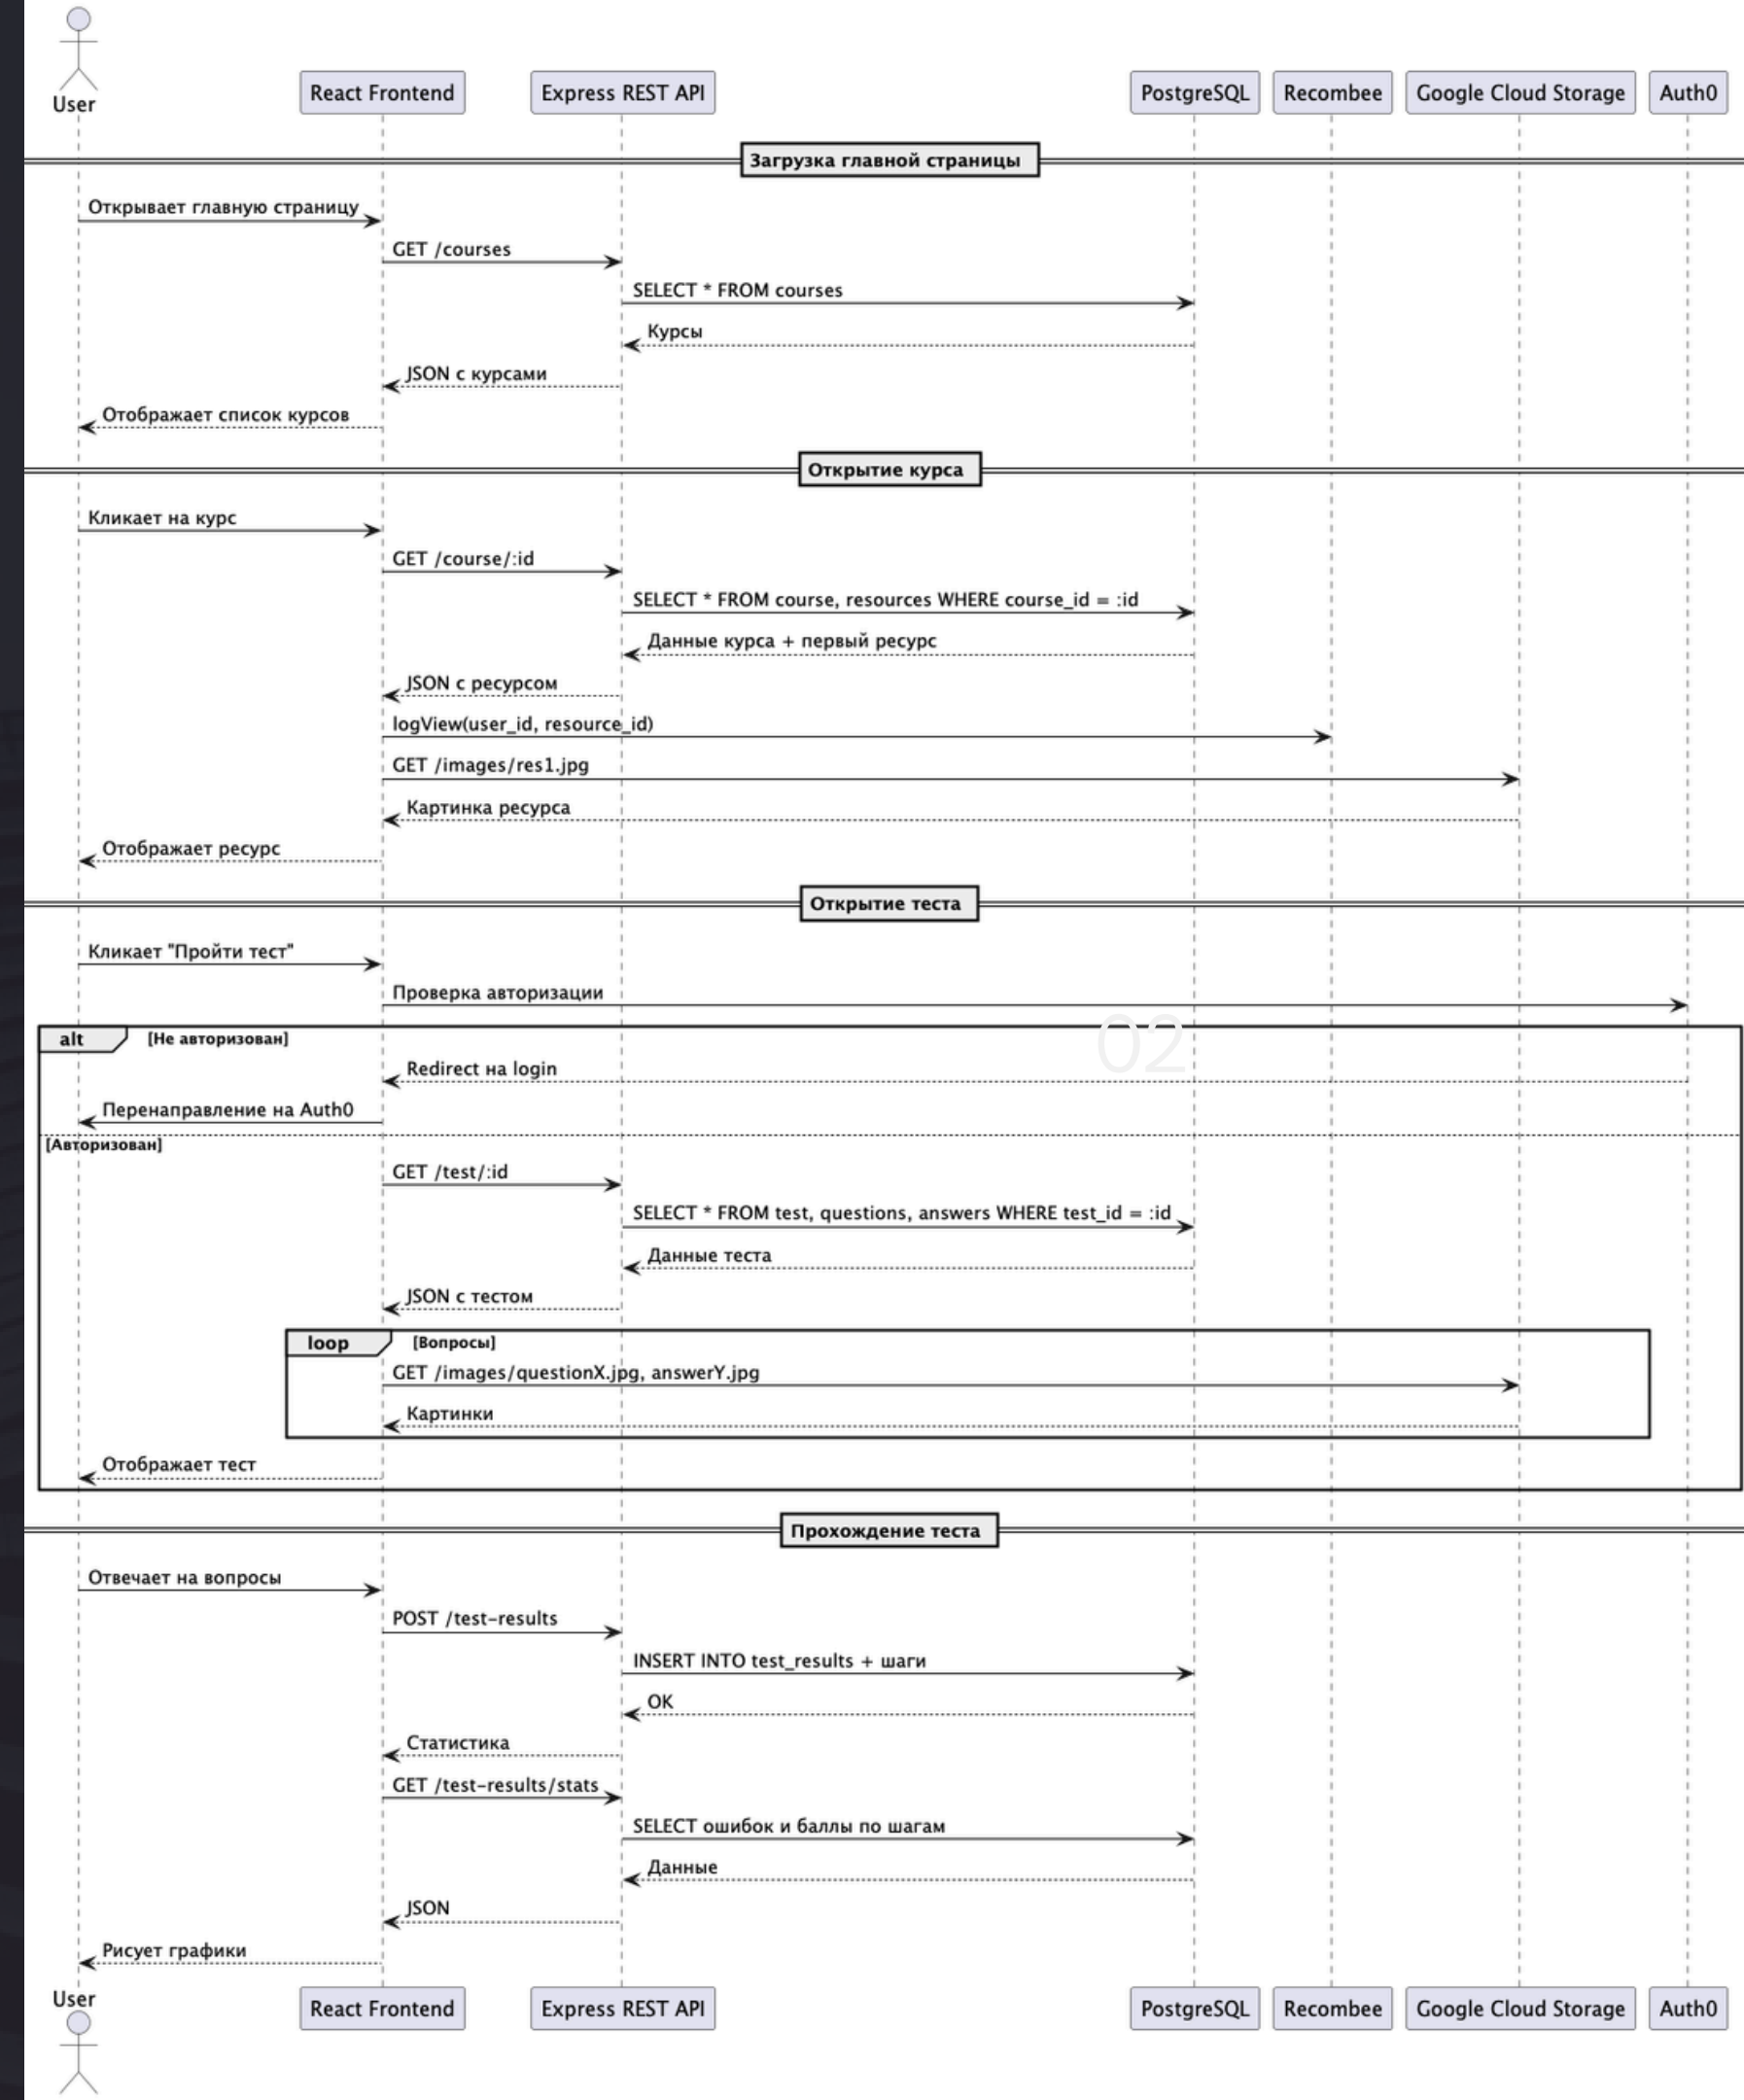 User
React Frontend
Express REST API
PostgreSQL
Recombee
Google Cloud Storage
Auth0
Загрузка главной страницы
Открывает главную страницу
GET /courses
SELECT * FROM courses
Курсы
JSON с курсами
Отображает список курсов
Открытие курса
Кликает на курс
GET /course/:id
SELECT * FROM course, resources WHERE course_id = :id
Данные курса + первый ресурс
JSON с ресурсом
logView(user_id, resource_id)
GET /images/res1.jpg
Картинка ресурса
Отображает ресурс
Открытие теста
Кликает "Пройти тест"
Проверка авторизации
02
alt [Не авторизован]
Redirect на login
Перенаправление на Auth0
[Авторизован]
GET /test/:id
SELECT * FROM test, questions, answers WHERE test_id = :id
Данные теста
JSON с тестом
loop [Вопросы]
GET /images/questionX.jpg, answerY.jpg
Картинки
Отображает тест
Прохождение теста
Отвечает на вопросы
POST /test-results
INSERT INTO test_results + шаги
OK
Статистика
GET /test-results/stats
SELECT ошибок и баллы по шагам
Данные
JSON
Рисует графики
User
React Frontend
Express REST API
PostgreSQL
Recombee
Google Cloud Storage
Auth0